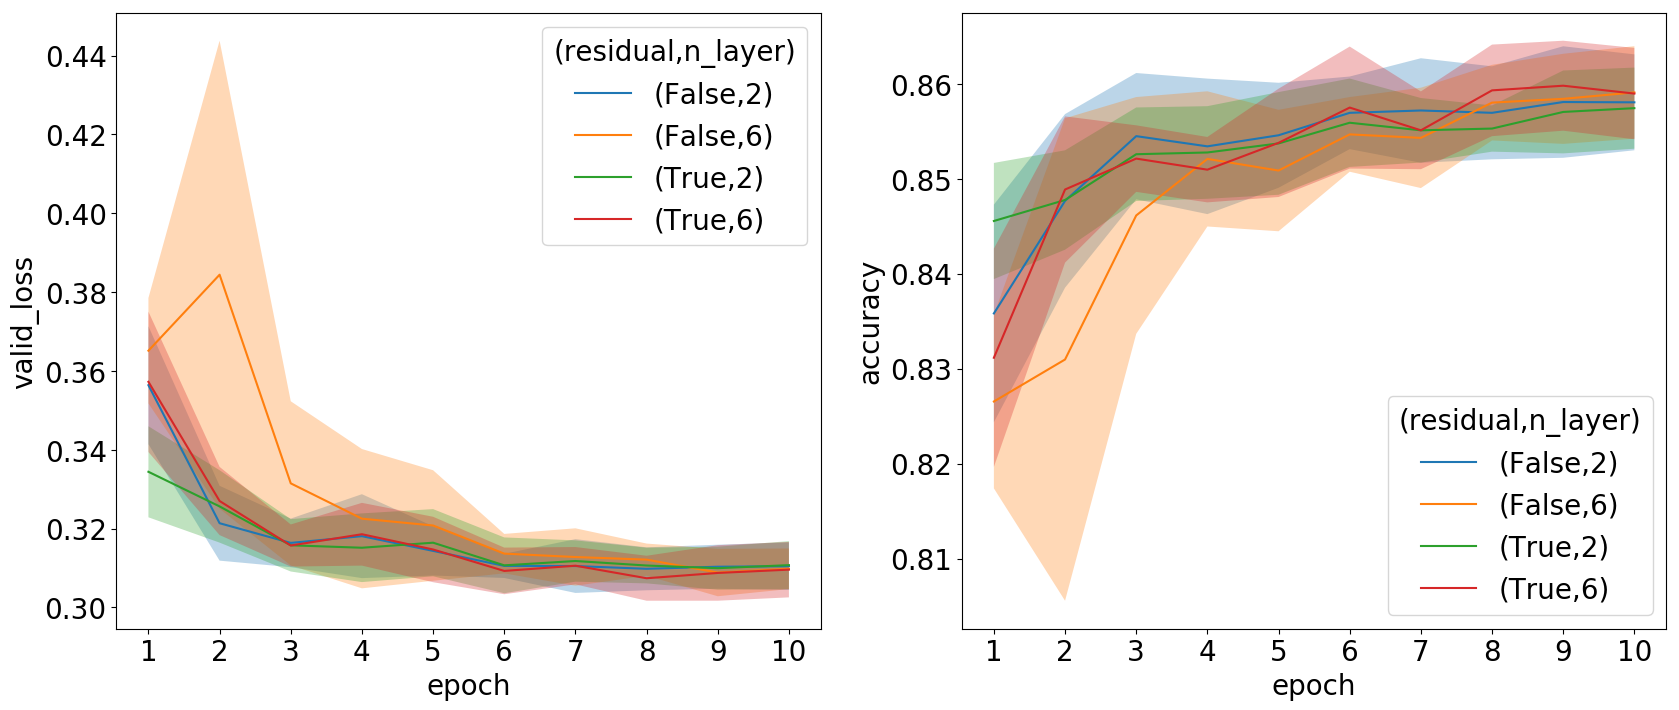 0.44
0.42
0.40
0.38
0.36
0.34
0.32
0.30
valid_loss
1 2 3 4 5 6 7 8 9 10
epoch
(residual,n_layer)
(False,2)
(False,6)
(True,2)
(True,6)
0.86
0.85
0.84
0.83
0.82
0.81
accuracy
1 2 3 4 5 6 7 8 9 10
epoch
(residual,n_layer)
(False,2)
(False,6)
(True,2)
(True,6)